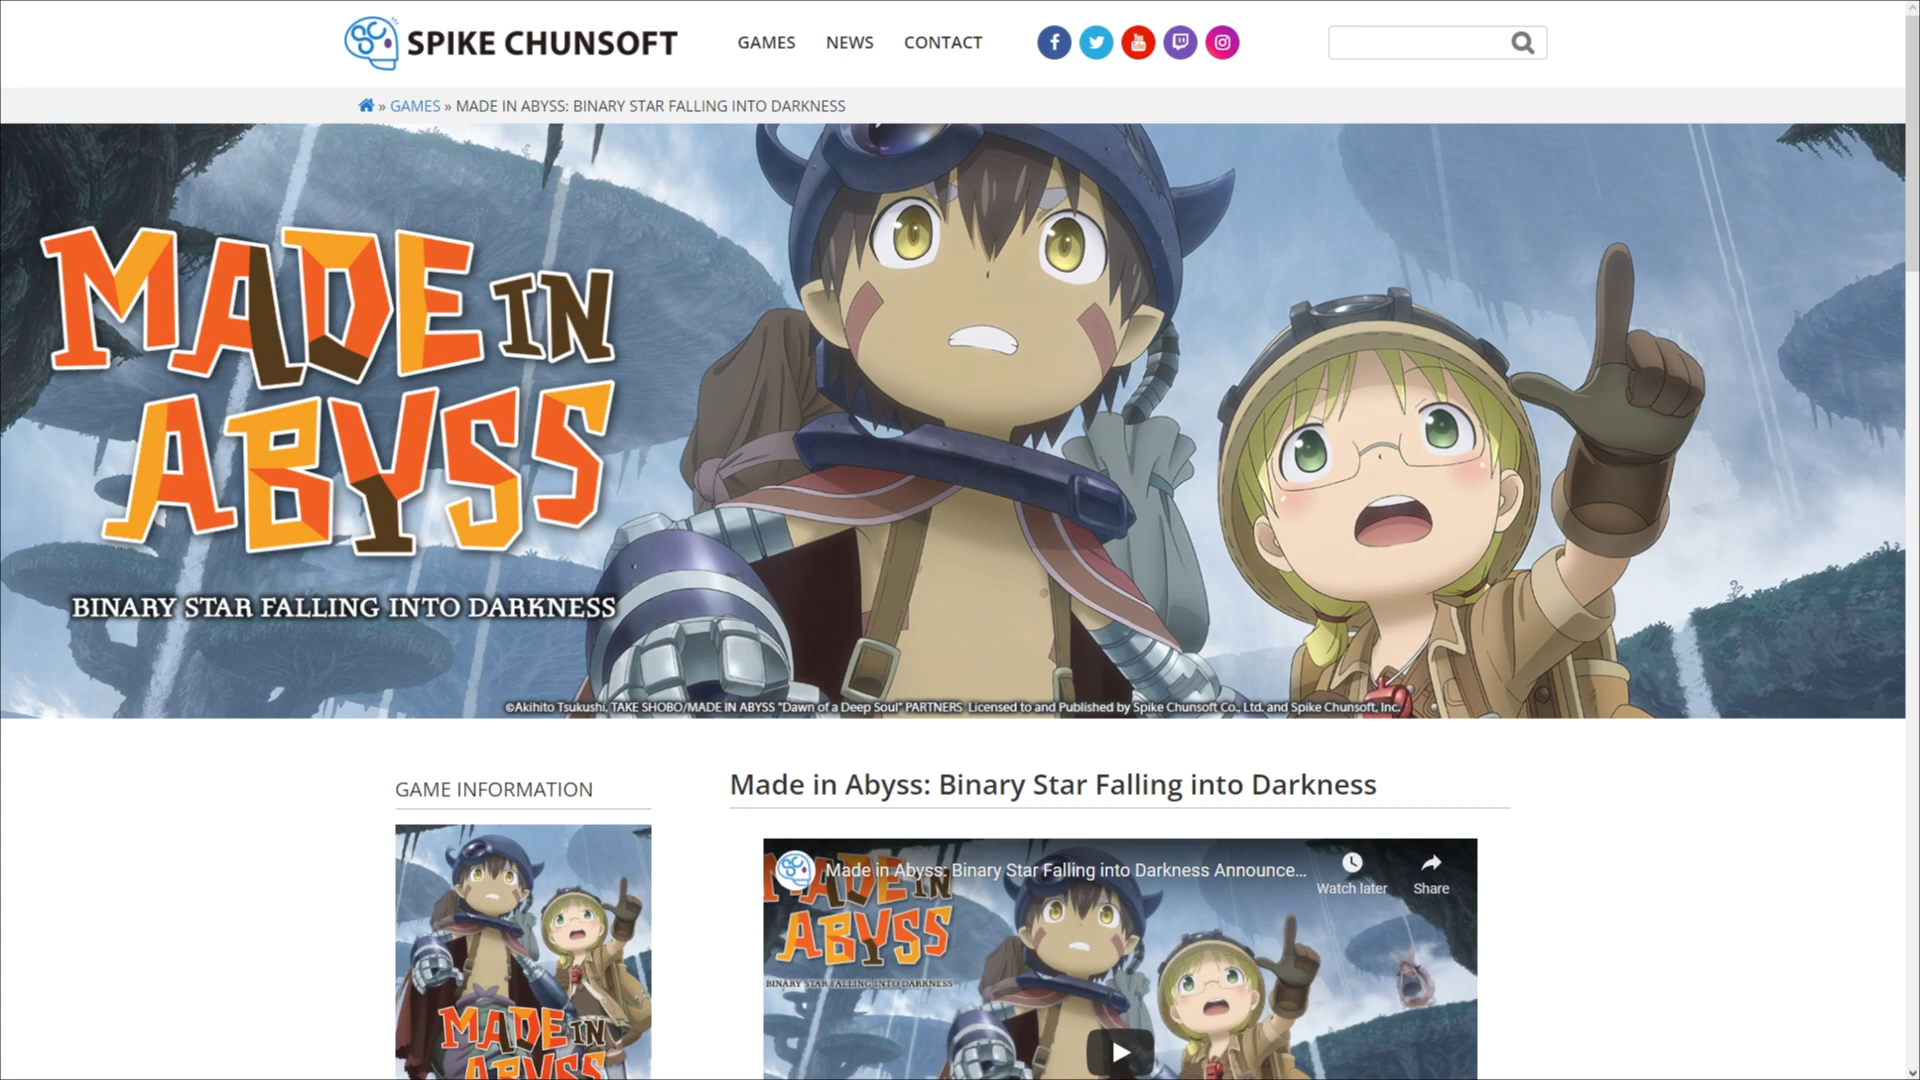 SPIKE CHUNSOFT
GAMES NEWS CONTACT
» GAMES » MADE IN ABYSS: BINARY STAR FALLING INTO DARKNESS
MADE IN
ABYSS
BINARY STAR FALLING INTO DARKNESS
©Akihito Tsukushi, TAKE SHOBO/MADE IN ABYSS "Dawn of a Deep Soul" PARTNERS Licensed to and Published by Spike Chunsoft Co., Ltd. and Spike Chunsoft, Inc.
GAME INFORMATION
MADE IN
ABYSS
Made in Abyss: Binary Star Falling into Darkness
Made in Abyss: Binary Star Falling into Darkness Announce...
Watch later
Share
MADE IN
ABYSS
BINARY STAR FALLING INTO DARKNESS